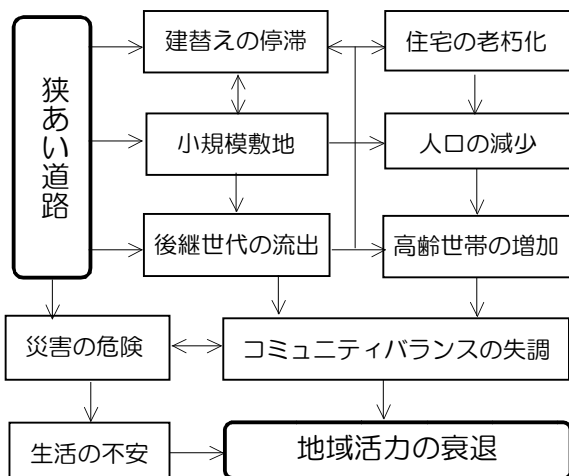 狭あい道路
建替えの停滞
住宅の老朽化
小規模敷地
人口の減少
後継世代の流出
高齢世帯の増加
災害の危険
コミュニティバランスの失調
生活の不安
地域活力の衰退